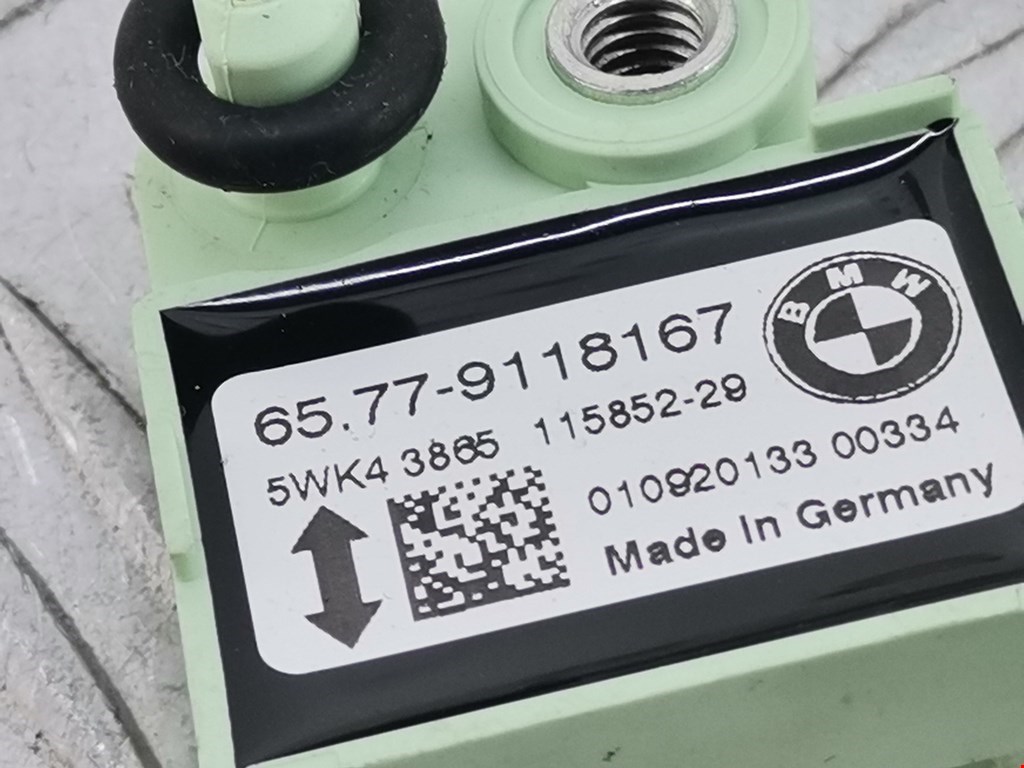 BMW
65.77-9118167
5WK4 3865 115852-29
010920133 00334
Made In Germany